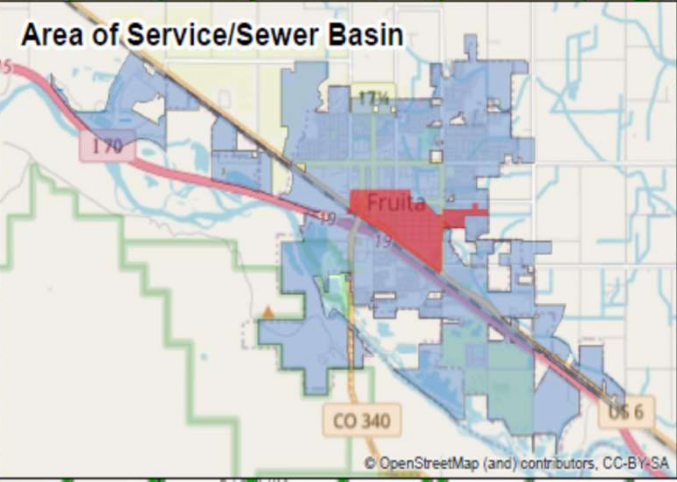 Area of Service/Sewer Basin
17½
I 70
Fruita
19
19
CO 340
US 6
© OpenStreetMap (and) contributors, CC-BY-SA